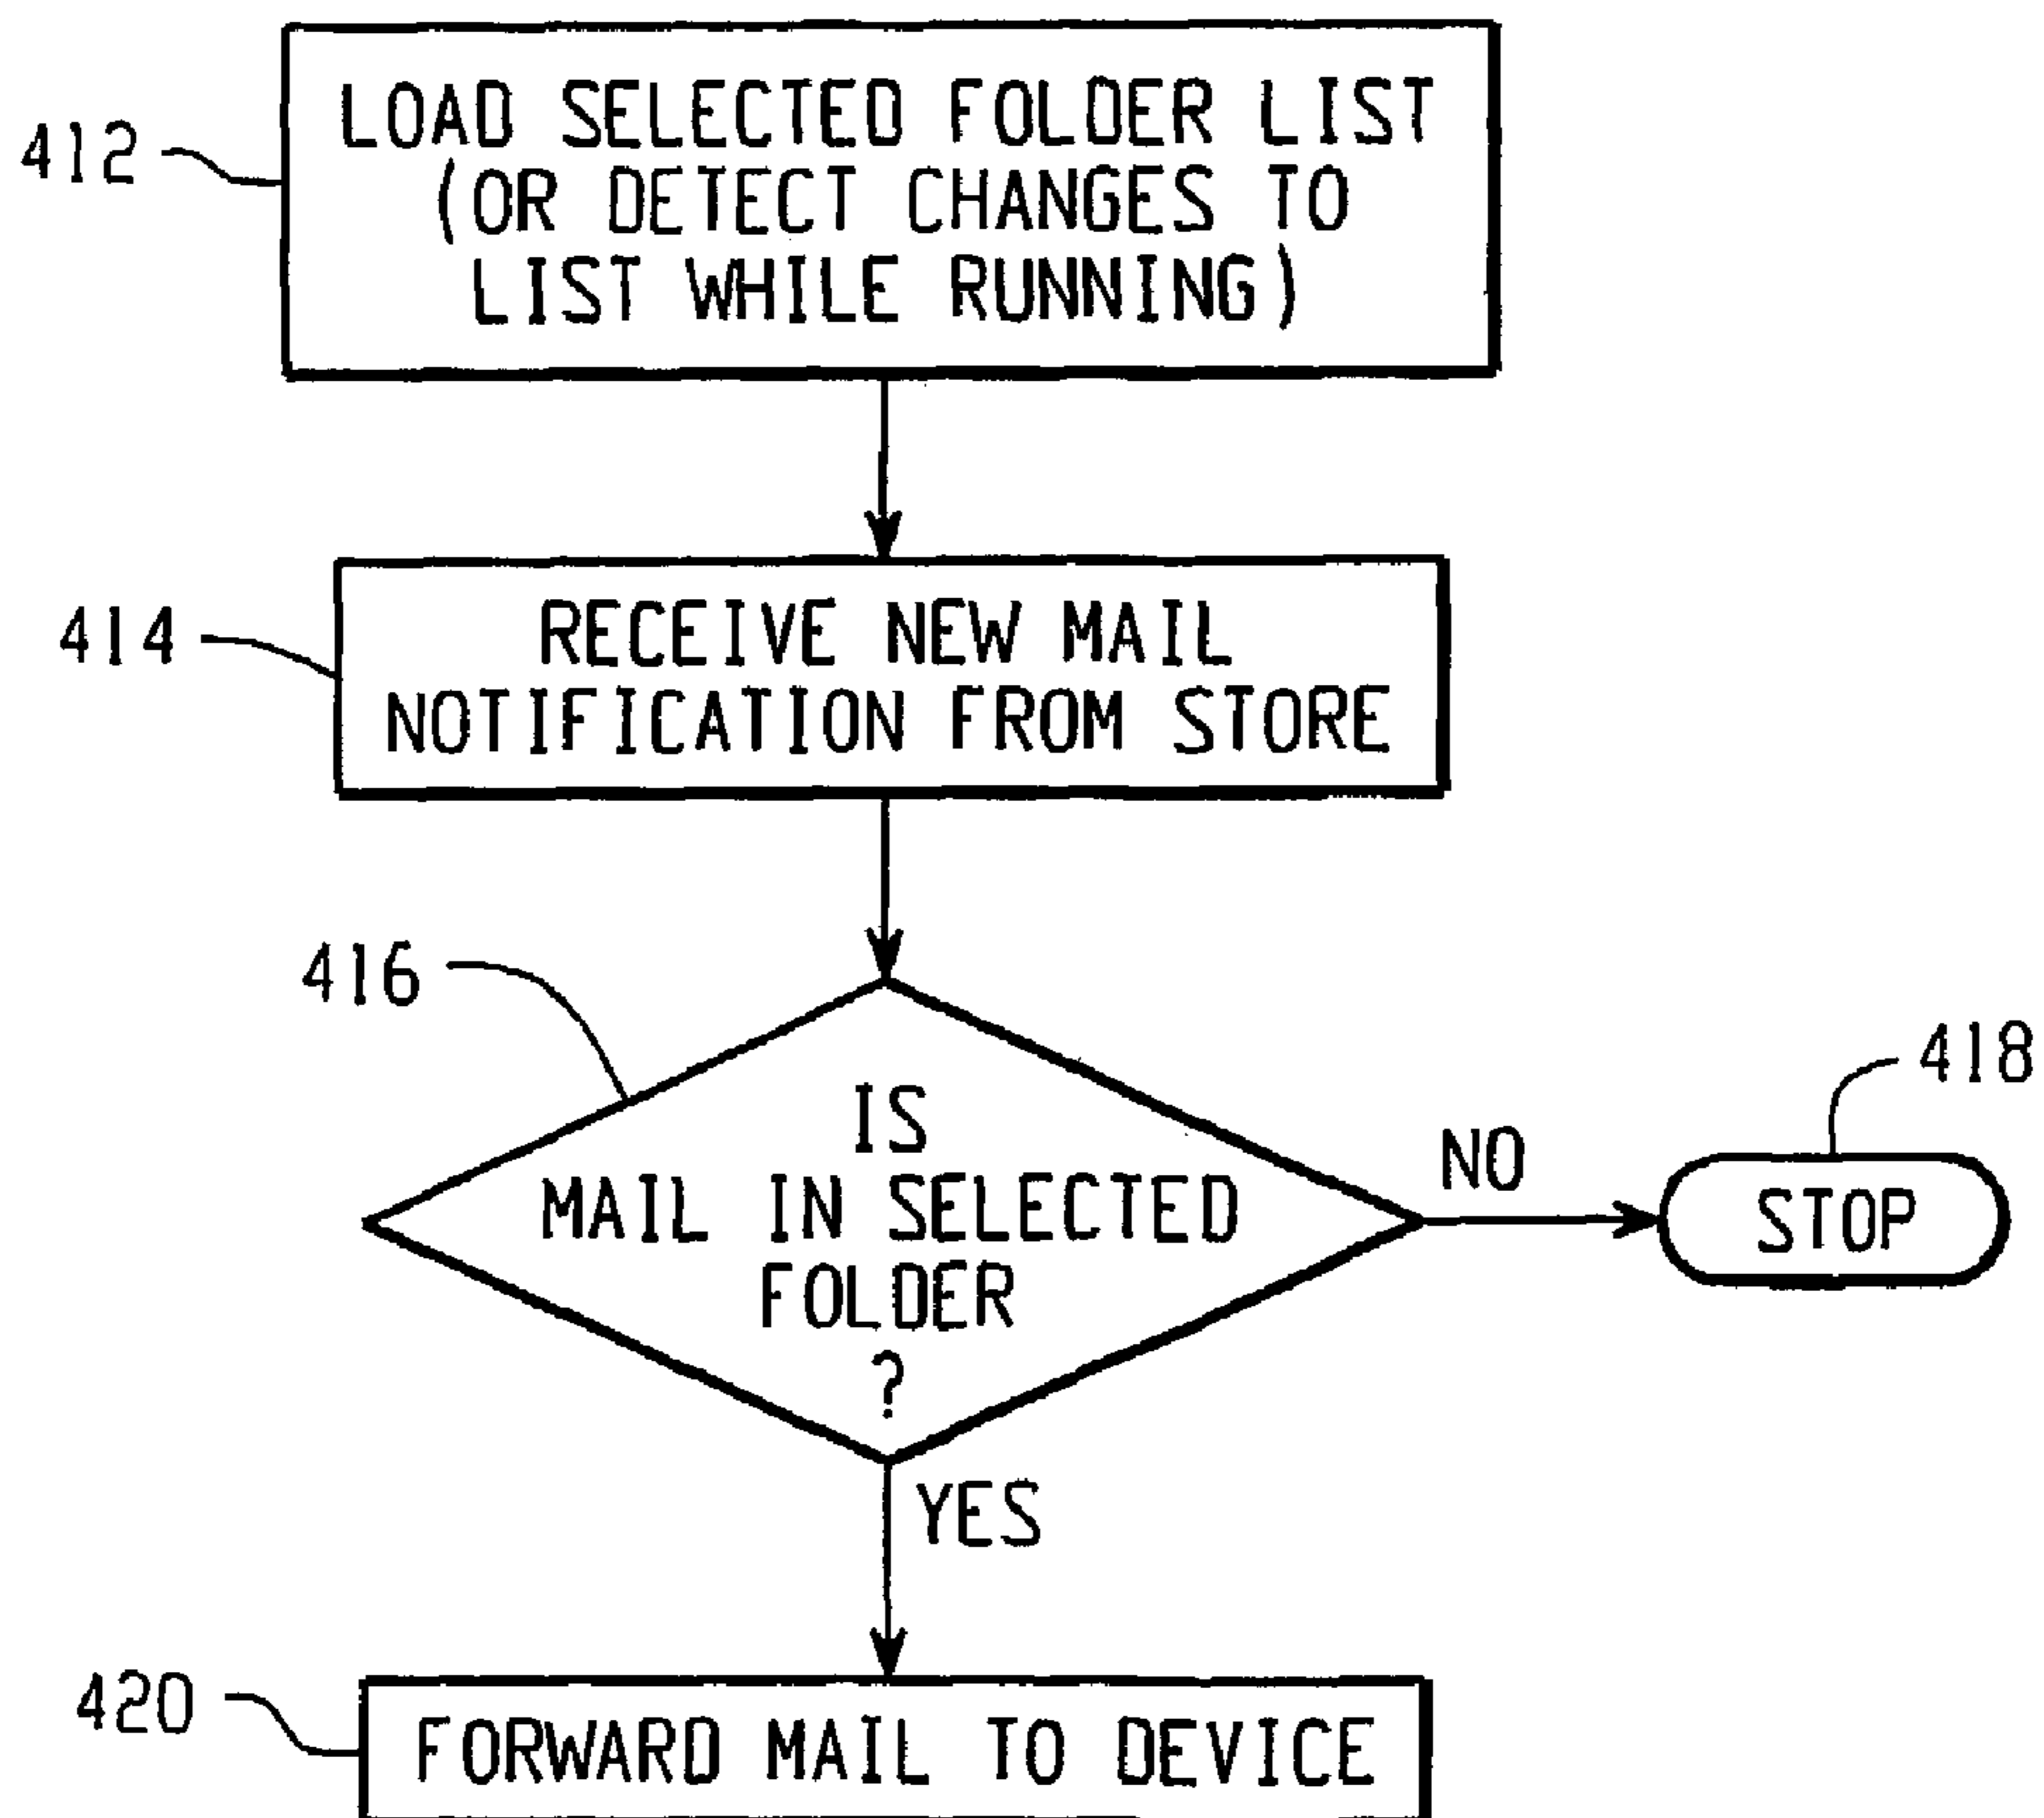 412
LOAD SELECTED FOLDER LIST
(OR DETECT CHANGES TO
LIST WHILE RUNNING)
414
RECEIVE NEW MAIL
NOTIFICATION FROM STORE
416
IS
MAIL IN SELECTED
FOLDER
?
NO
418
STOP
YES
420
FORWARD MAIL TO DEVICE